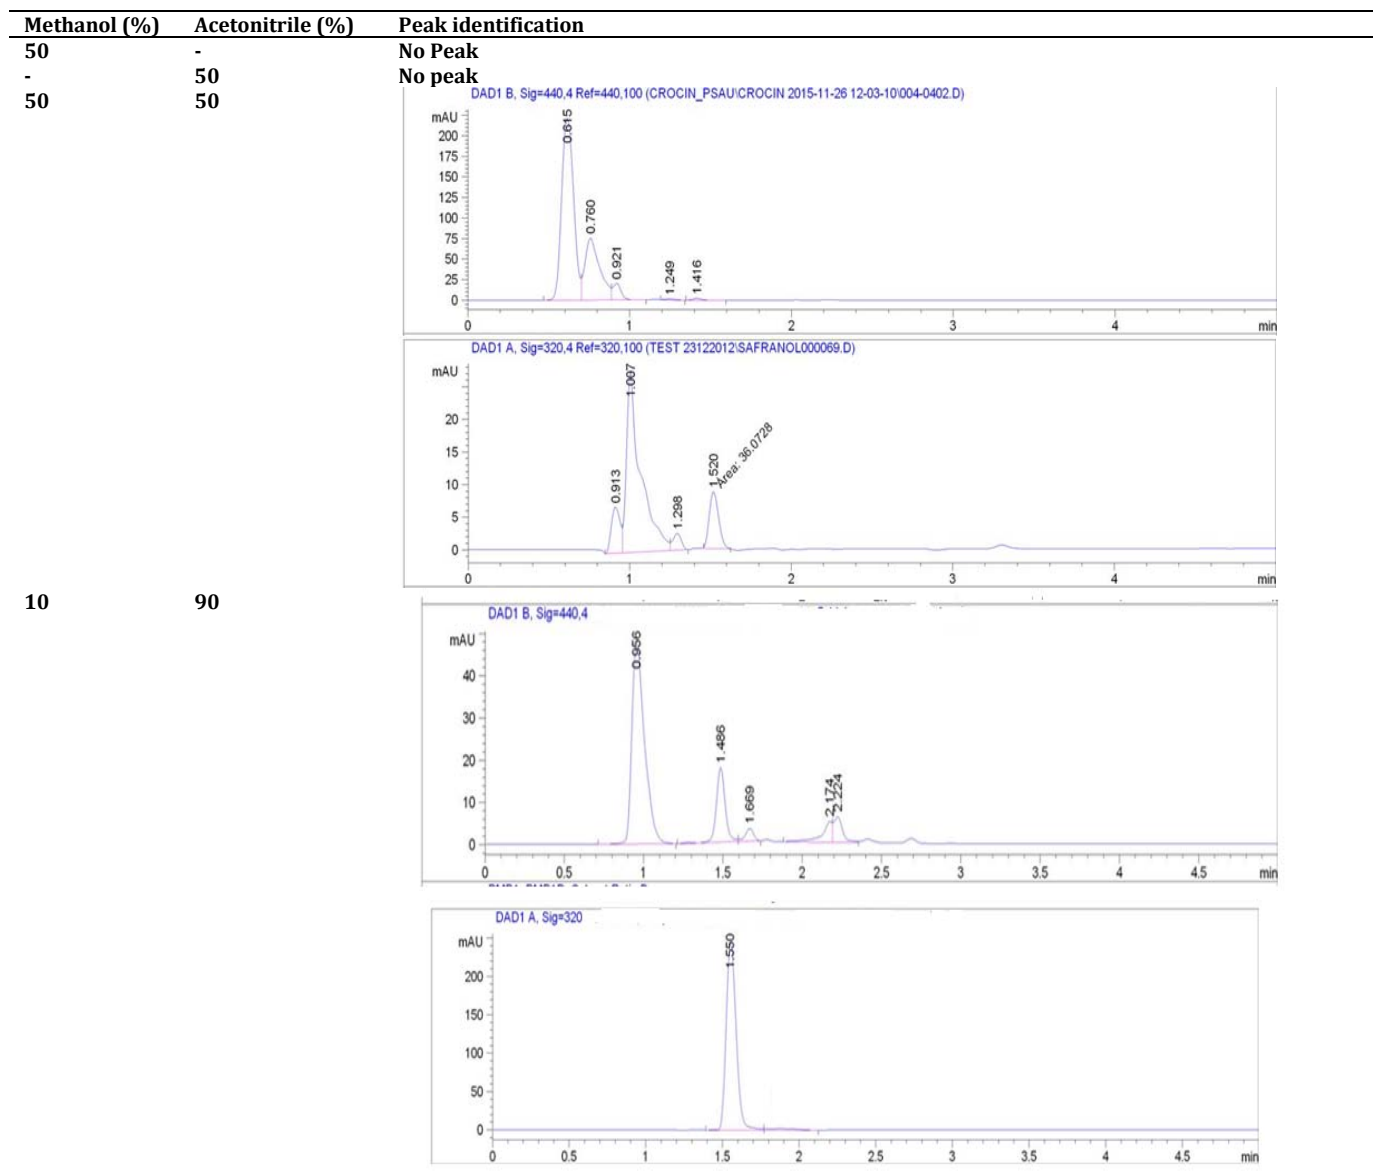 Methanol (%) Acetonitrile (%) Peak identification
50 - No Peak
- 50 No peak
50 50
DAD1 B, Sig=440,4 Ref=440,100 (CROCIN_PSAU\CROCIN 2015-11-26 12-03-10\004-0402.D)
mAU
200
175
150
125
100
75
50
25
0
0.615
0.760
0.921
1.249
1.416
0 1 2 3 4 min
DAD1 A, Sig=320,4 Ref=320,100 (TEST 23122012\SAFRANOL000069.D)
mAU
20
15
10
5
0
0.913
1.007
1.298
1.520
Area: 36.0728
0 1 2 3 4 min
10 90
DAD1 B, Sig=440,4
mAU
40
30
20
10
0
0.956
1.486
1.669
2.174
2.224
0 0.5 1 1.5 2 2.5 3 3.5 4 4.5 min
DAD1 A, Sig=320
mAU
200
150
100
50
0
1.550
0 0.5 1 1.5 2 2.5 3 3.5 4 4.5 min